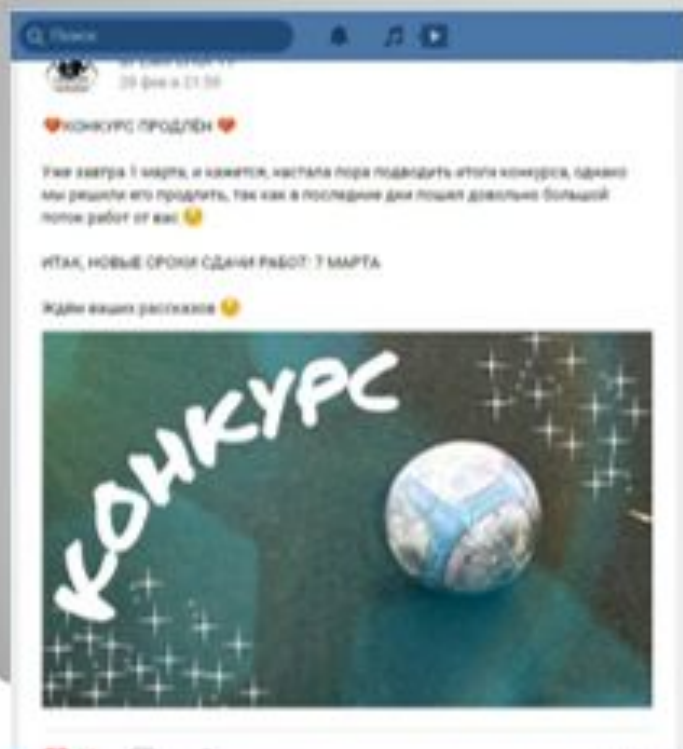 Поиск
29 фев в 21:59
КОНКУРС ПРОДЛЁН
Уже завтра 1 марта, и кажется, настала пора подводить итоги конкурса, однако
мы решили его продлить, так как в последние дни пошел довольно большой
поток работ от вас
ИТАК, НОВЫЕ СРОКИ СДАЧИ РАБОТ: 7 МАРТА
Ждём ваших рассказов
КОНКУРС